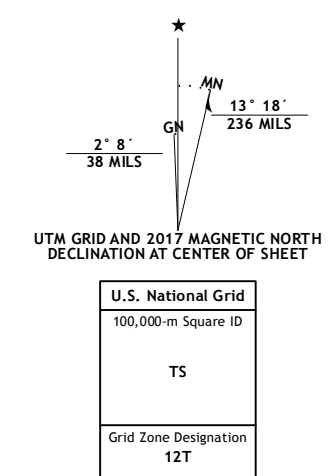 MN
GN
13° 18´
236 MILS
2° 8´
38 MILS
UTM GRID AND 2017 MAGNETIC NORTH
DECLINATION AT CENTER OF SHEET
U.S. National Grid
100,000-m Square ID
TS
Grid Zone Designation
12T